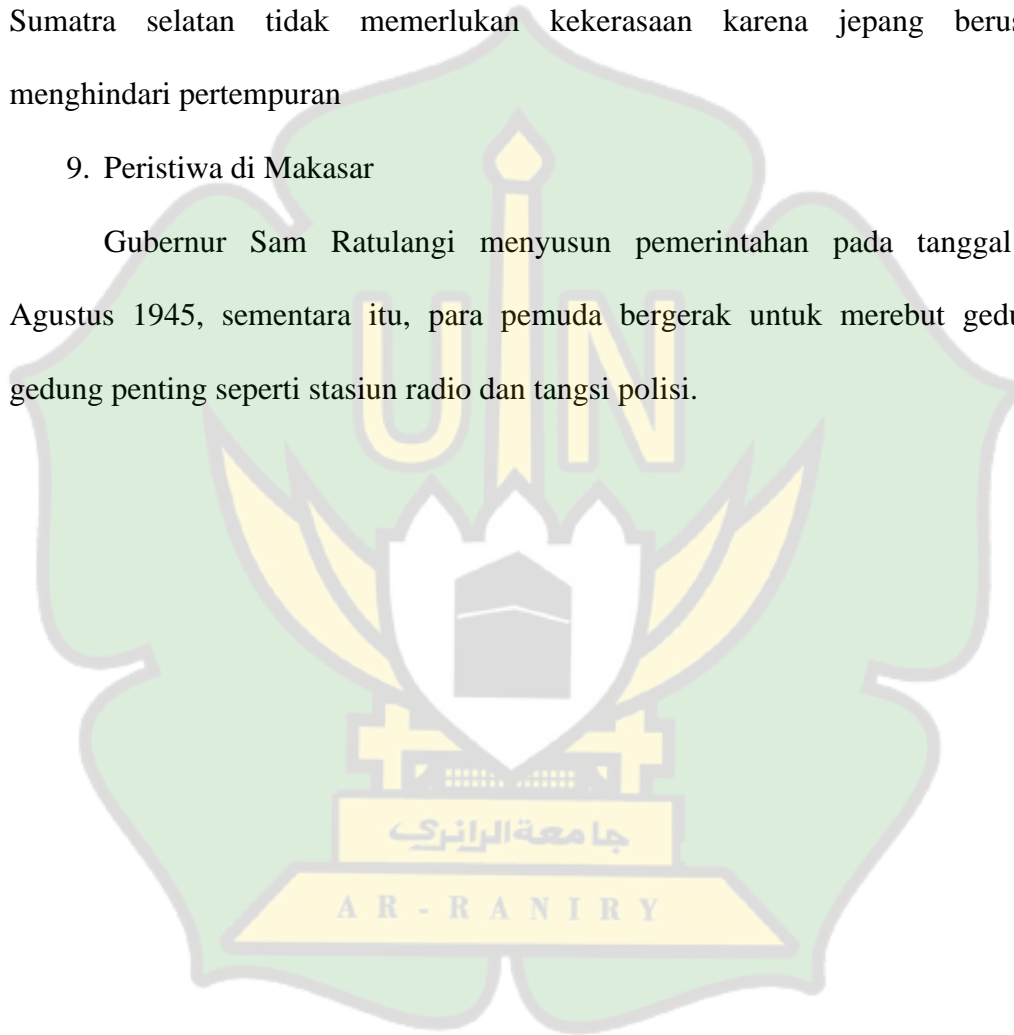 Sumatra selatan tidak memerlukan kekerasaan karena jepang
menghindari pertempuran
9. Peristiwa di Makasar
Gubernur Sam Ratulangi menyusun pemerintahan pada tanggal
Agustus 1945, sementara itu, para pemuda bergerak untuk merebut
gedung penting seperti stasiun radio dan tangsi polisi.
UIN
جامعة الرانري
AR - RANIRY